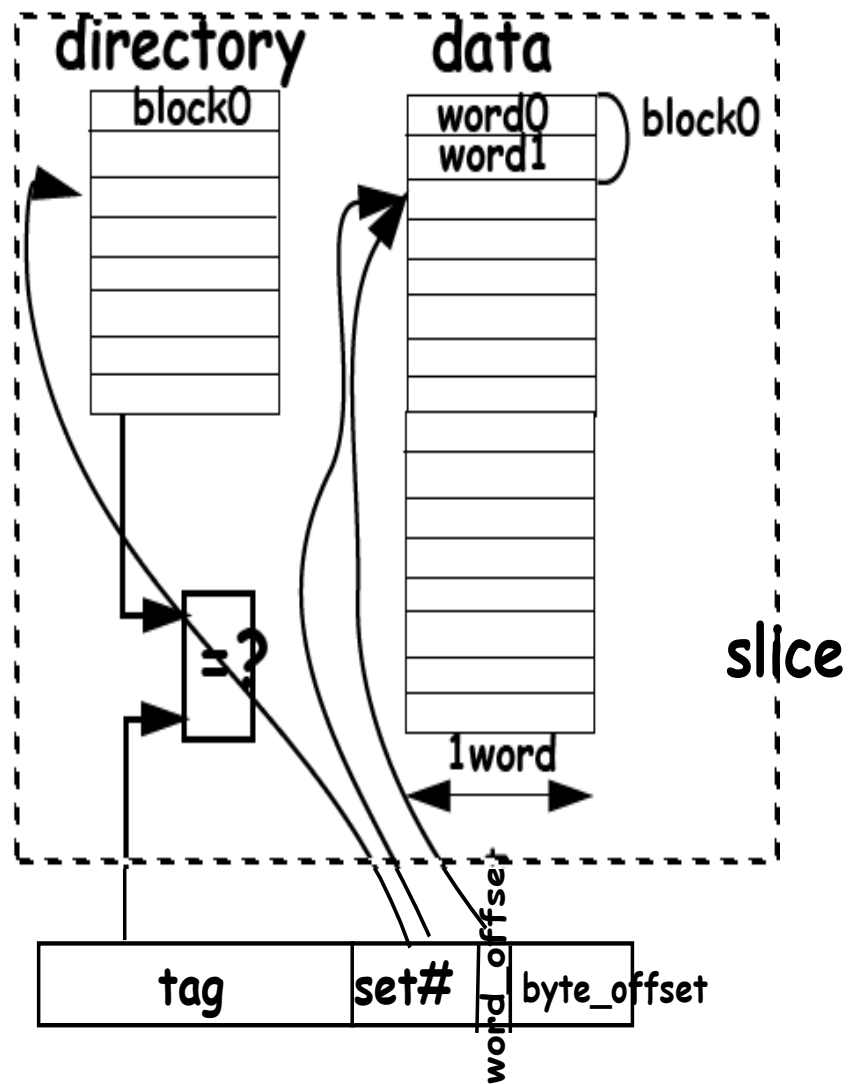 directory
data
block0
word0
block0
word1
=?
slice
1word
tag
set#
word_offset
byte_offset